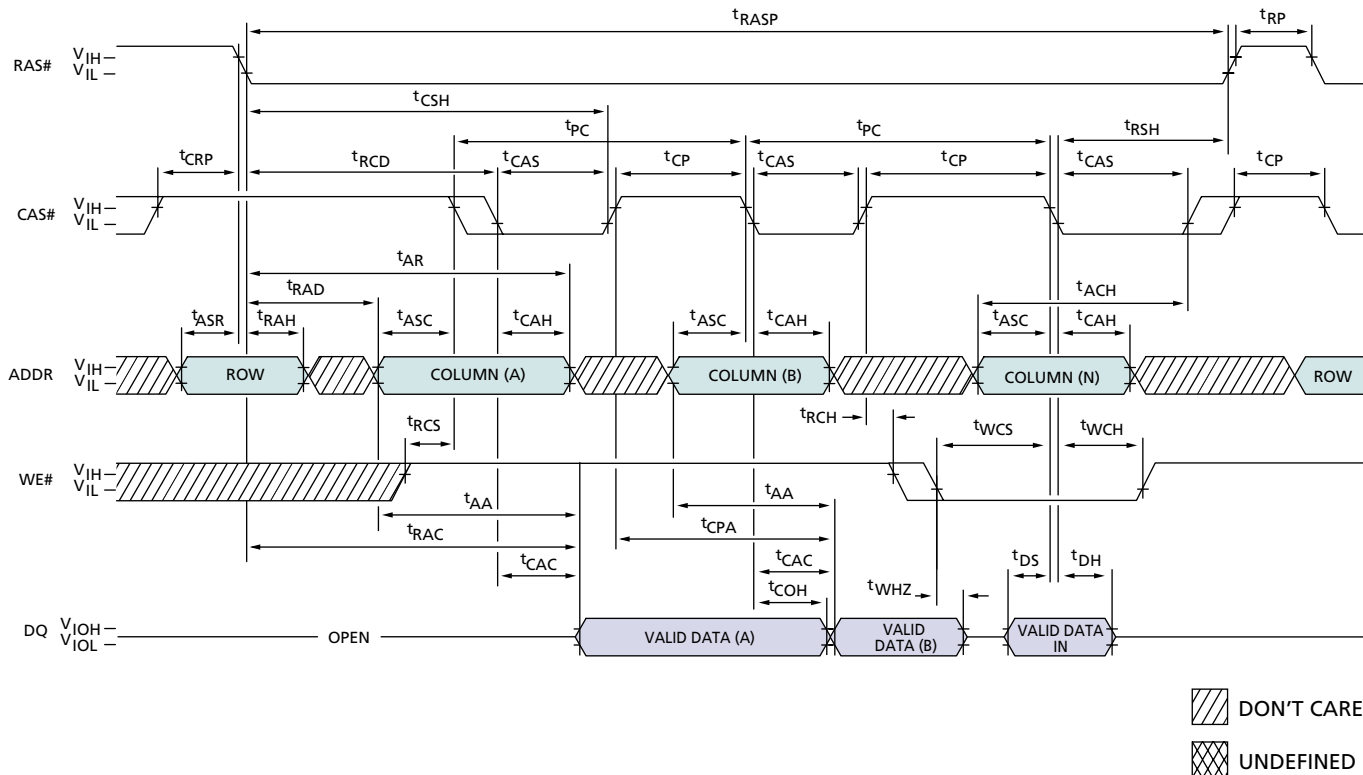 tRASP
tRP
RAS#
VIH
VIL
tCSH
tPC
tPC
tRSH
tCRP
tRCD
tCAS
tCP
tCAS
tCP
tCAS
tCP
CAS#
VIH
VIL
tAR
tRAD
tACH
tASR
tRAH
tASC
tCAH
tASC
tCAH
tASC
tCAH
ADDR
VIH
VIL
ROW
COLUMN (A)
COLUMN (B)
COLUMN (N)
ROW
tRCS
tRCH
tWCS
tWCH
WE#
VIH
VIL
tAA
tAA
tRAC
tCPA
tCAC
tCAC
tDS
tDH
tCOH
tWHZ
DQ
VIOH
VIOL
OPEN
VALID DATA (A)
VALID
DATA (B)
VALID DATA
IN
DON'T CARE
UNDEFINED